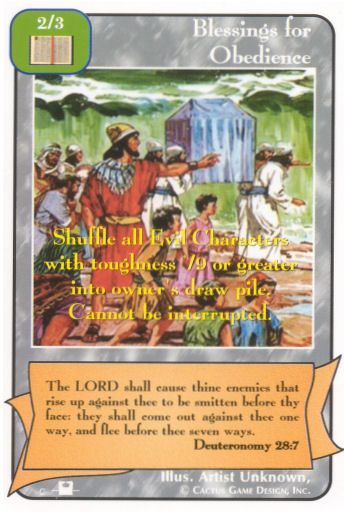 2/3
Blessings for
Obedience
Shuffle all Evil Characters
with toughness */9 or greater
into owner's draw pile.
Cannot be interrupted.
The LORD shall cause thine enemies that
rise up against thee to be smitten before thy
face: they shall come out against thee one
way, and flee before thee seven ways.
Deuteronomy 28:7
Illus. Artist Unknown,
© Cactus Game Design, Inc.
C